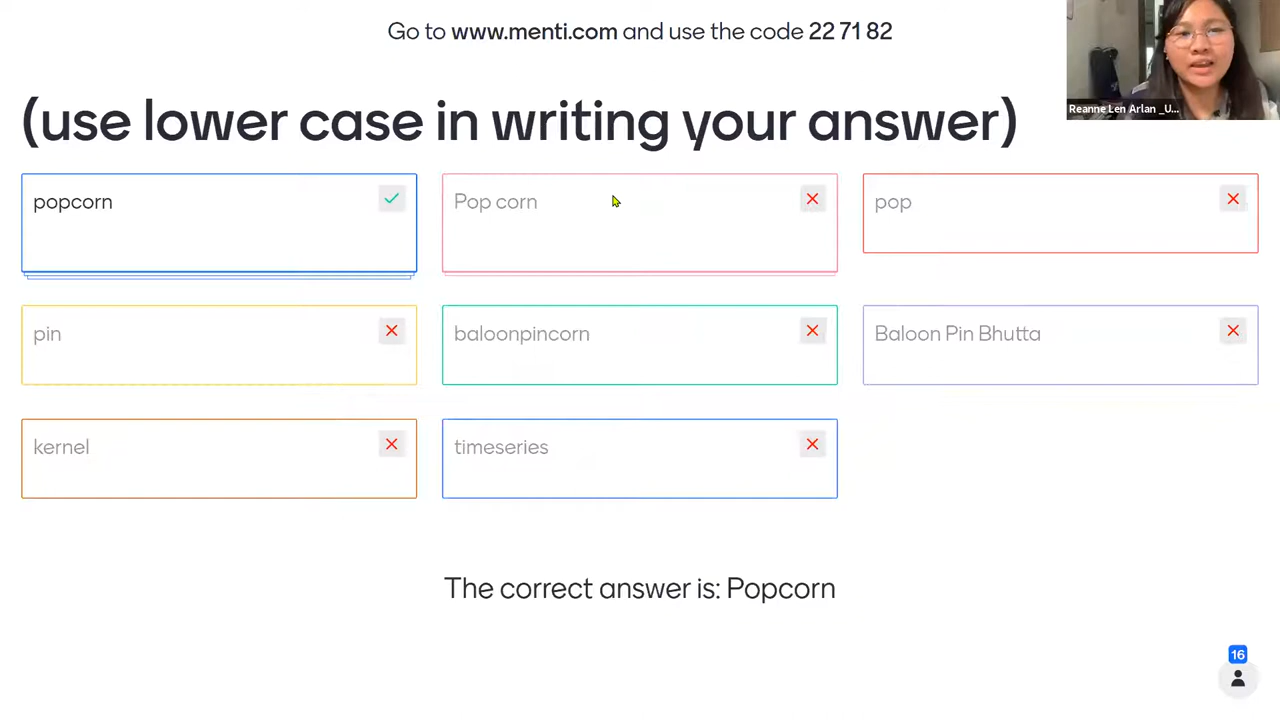 Go to www.menti.com and use the code 22 71 82
Reanne Len Arlan _U...
(use lower case in writing your answer)
popcorn
Pop corn
pop
pin
baloonpincorn
Baloon Pin Bhutta
kernel
timeseries
The correct answer is: Popcorn
16